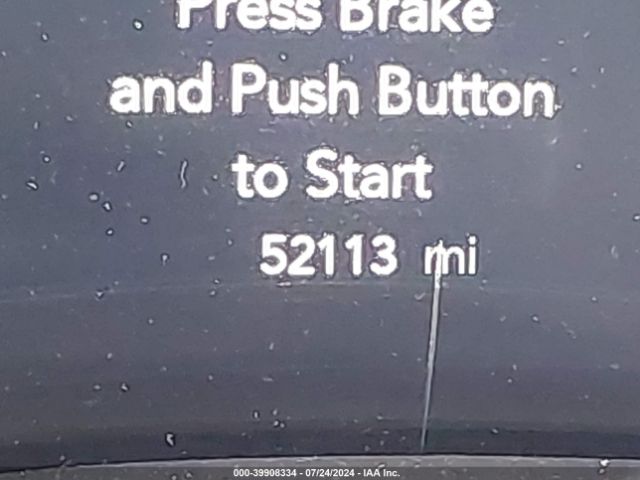 Press Brake
and Push Button
to Start
52113 mi
000-39908334 - 07/24/2024 - IAA Inc.